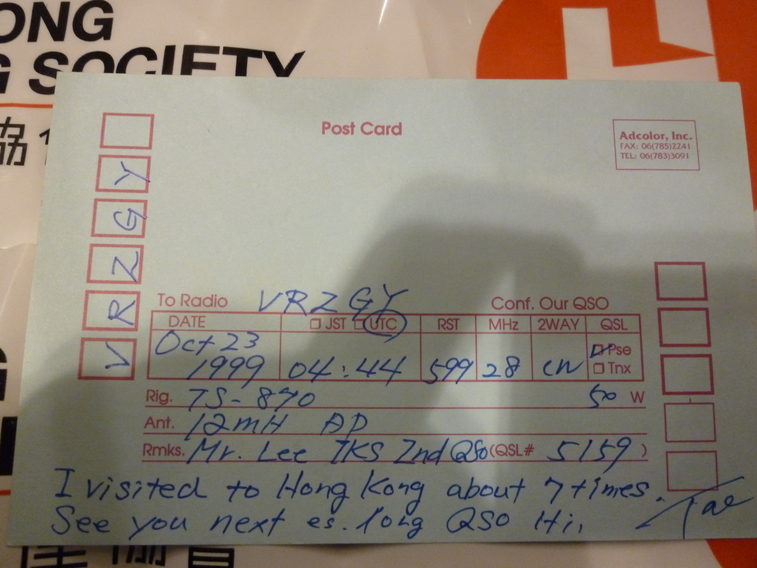 ONG
G SOCIETY
協
Post Card
Adcolor, Inc.
FAX: 06(785)2241
TEL: 06(783)3091
V R Z G Y
To Radio VRZGY Conf. Our QSO
DATE □ JST □ UTC RST MHz 2WAY QSL
Oct 23 1999 04:44 599 28 CW □ Pse □ Tnx
Rig. TS-870 50 W
Ant. 12mH
Rmks. Mr. Lee TKS 2nd QSO (QSL# 5159)
I visited to Hong Kong about 7 times.
See you next es. long QSO Hi,